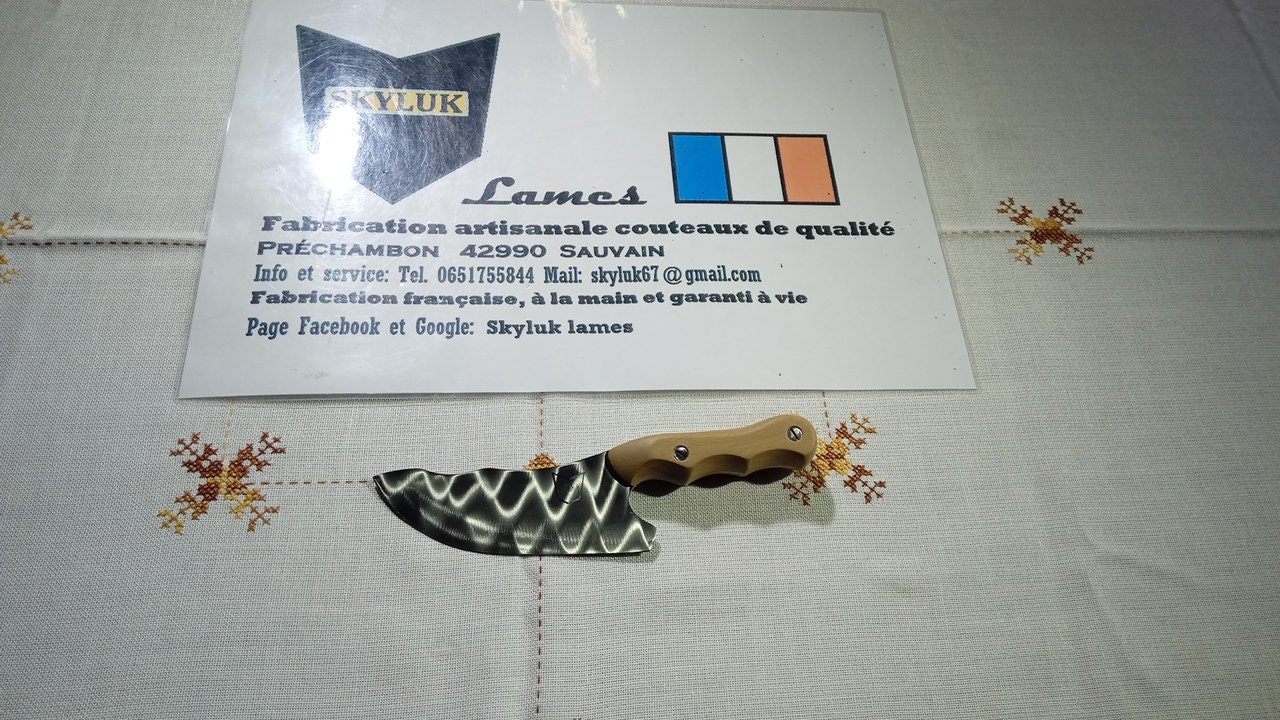 SKYLUK
Lames
Fabrication artisanale couteaux de qualité
PRÉCHAMBON 42990 SAUVAIN
Info et service: Tel. 0651755844 Mail: skyluk67@gmail.com
Fabrication française, à la main et garanti à vie
Page Facebook et Google: Skyluk lames